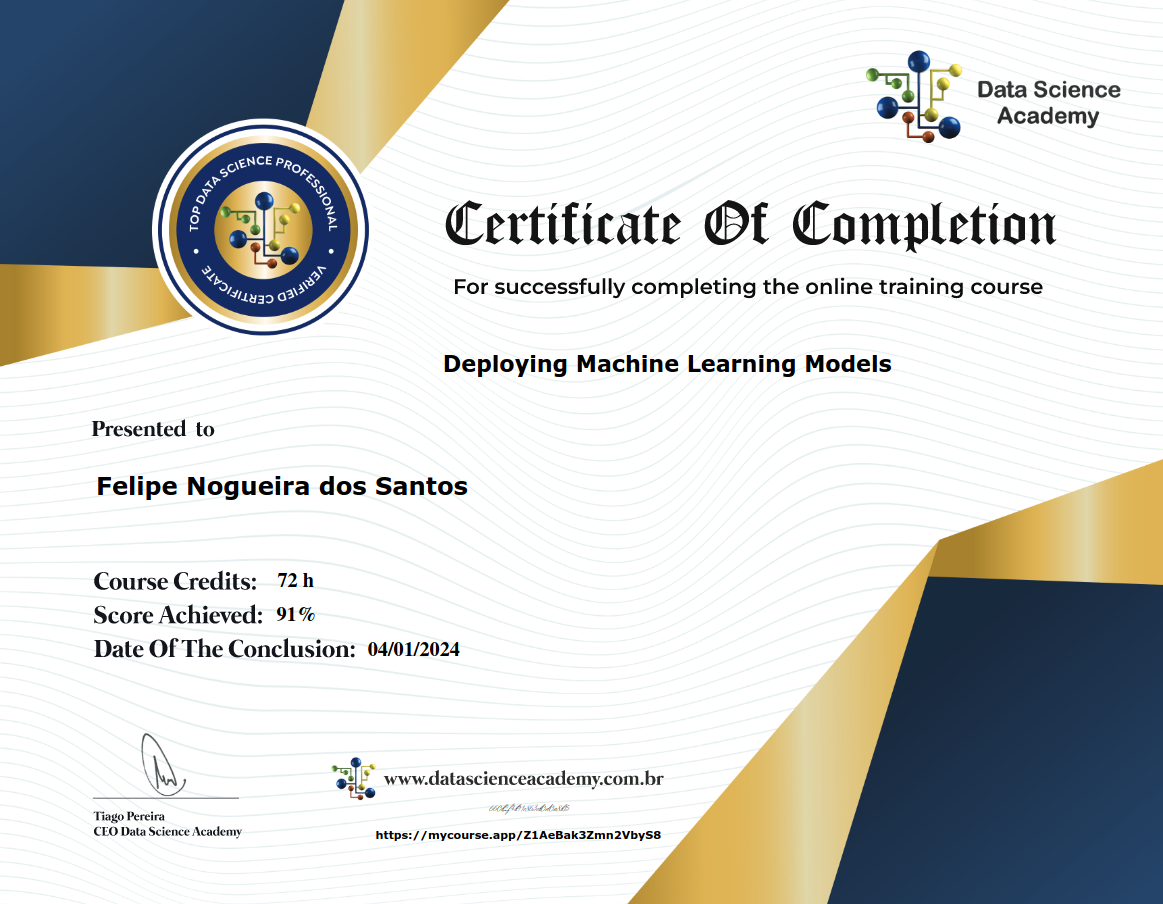 Data Science
Academy
TOP DATA SCIENCE PROFESSIONAL
VERIFIED CERTIFICATE
Certificate Of Completion
For successfully completing the online training course
Deploying Machine Learning Models
Presented to
Felipe Nogueira dos Santos
Course Credits: 72 h
Score Achieved: 91%
Date Of The Conclusion: 04/01/2024
Tiago Pereira
CEO Data Science Academy
www.datascienceacademy.com.br
https://mycourse.app/Z1AeBak3Zmn2VbyS8